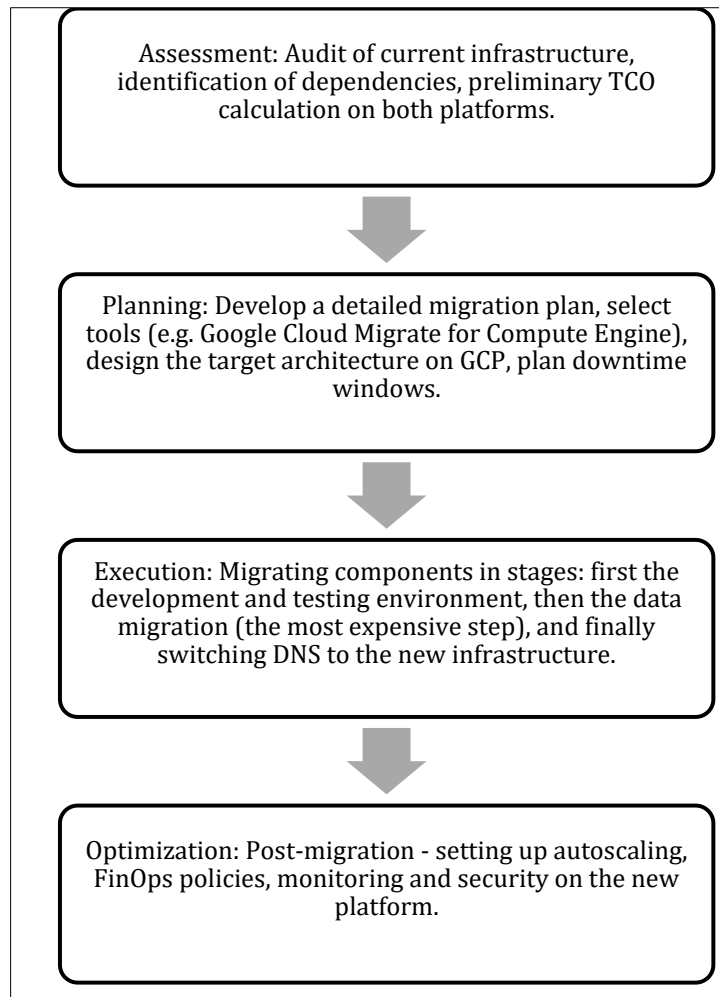 Assessment: Audit of current infrastructure,
identification of dependencies, preliminary TCO
calculation on both platforms.
Planning: Develop a detailed migration plan, select
tools (e.g. Google Cloud Migrate for Compute Engine),
design the target architecture on GCP, plan downtime
windows.
Execution: Migrating components in stages: first the
development and testing environment, then the data
migration (the most expensive step), and finally
switching DNS to the new infrastructure.
Optimization: Post-migration - setting up autoscaling,
FinOps policies, monitoring and security on the new
platform.